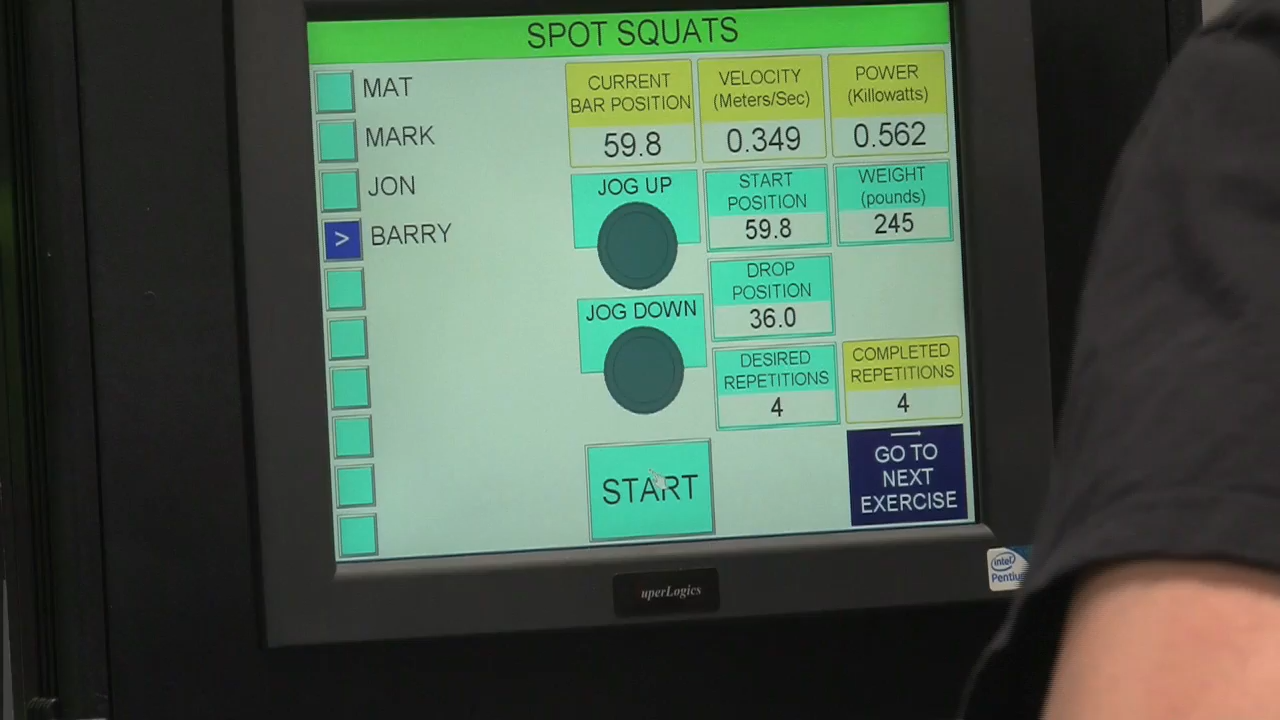 SPOT SQUATS
MAT
MARK
JON
>
BARRY
CURRENT
BAR POSITION
59.8
VELOCITY
(Meters/Sec)
0.349
POWER
(Killowatts)
0.562
JOG UP
START
POSITION
59.8
WEIGHT
(pounds)
245
JOG DOWN
DROP
POSITION
36.0
DESIRED
REPETITIONS
4
COMPLETED
REPETITIONS
4
START
GO TO
NEXT
EXERCISE
uperLogics
intel
Pentiu